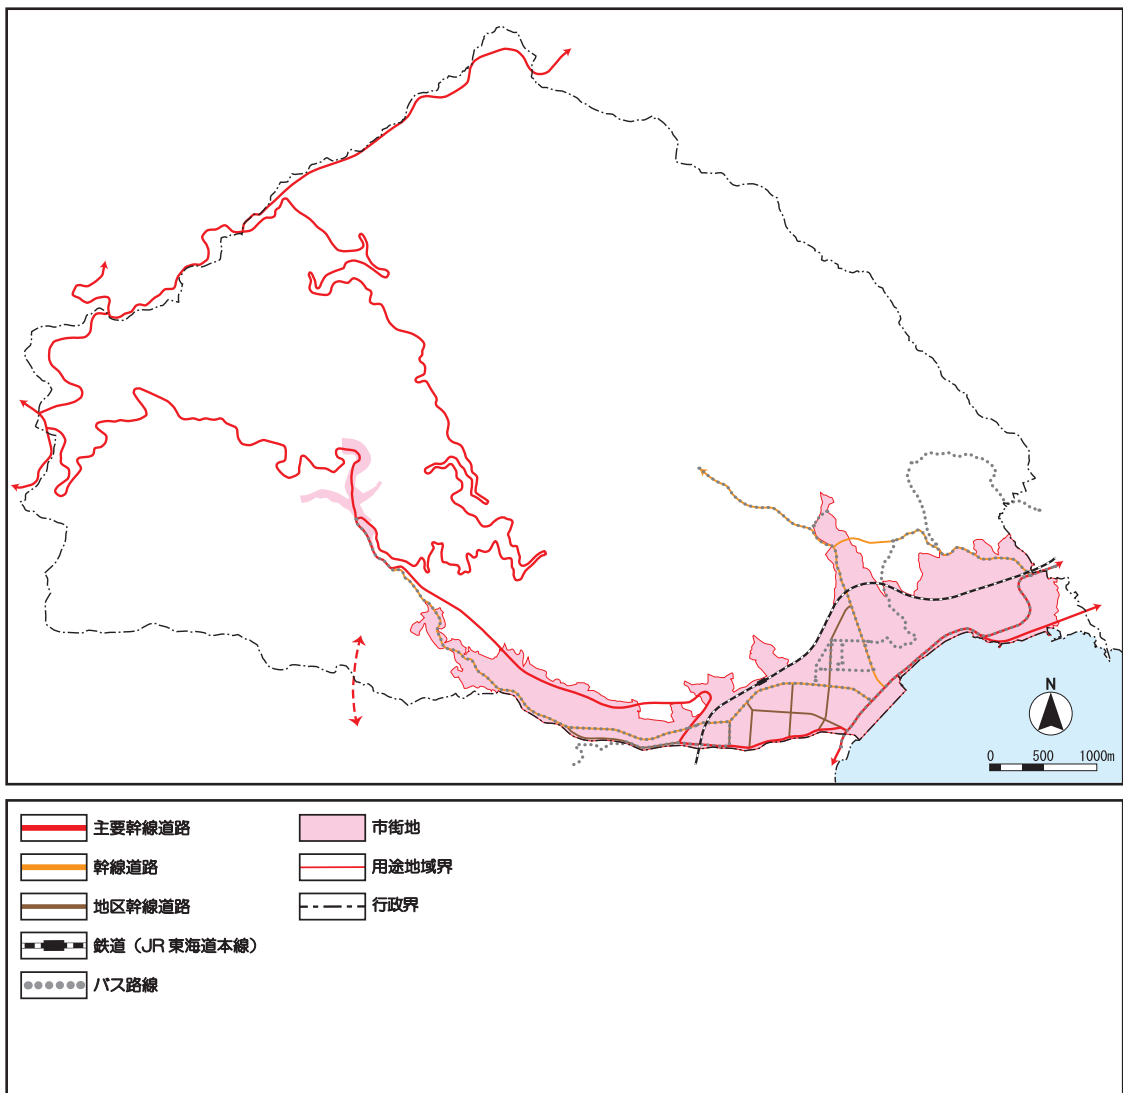 N
0 500 1000m
主要幹線道路
幹線道路
地区幹線道路
鉄道（JR 東海道本線）
バス路線
市街地
用途地域界
行政界